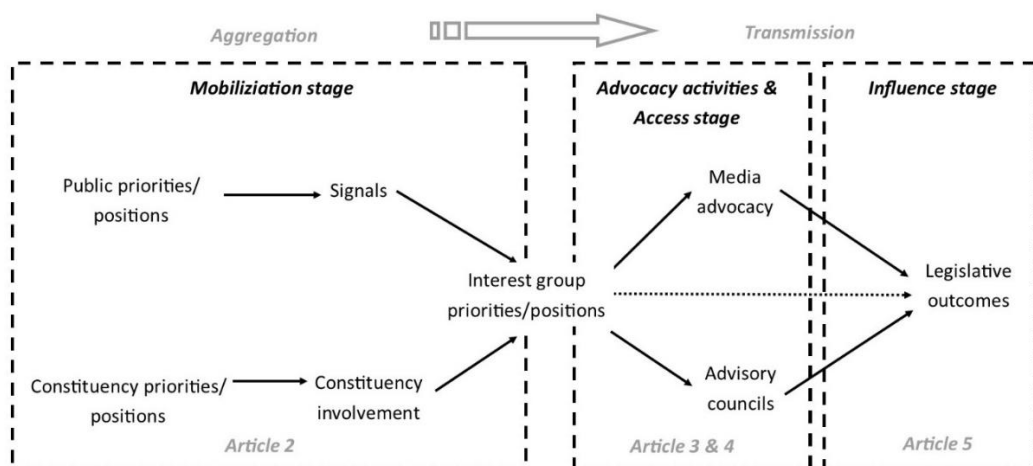 Aggregation
Transmission
Mobiliziation stage
Advocacy activities &
Access stage
Influence stage
Public priorities/
positions
Signals
Media
advocacy
Interest group
priorities/positions
Legislative
outcomes
Constituency priorities/
positions
Constituency
involvement
Advisory
councils
Article 2
Article 3 & 4
Article 5